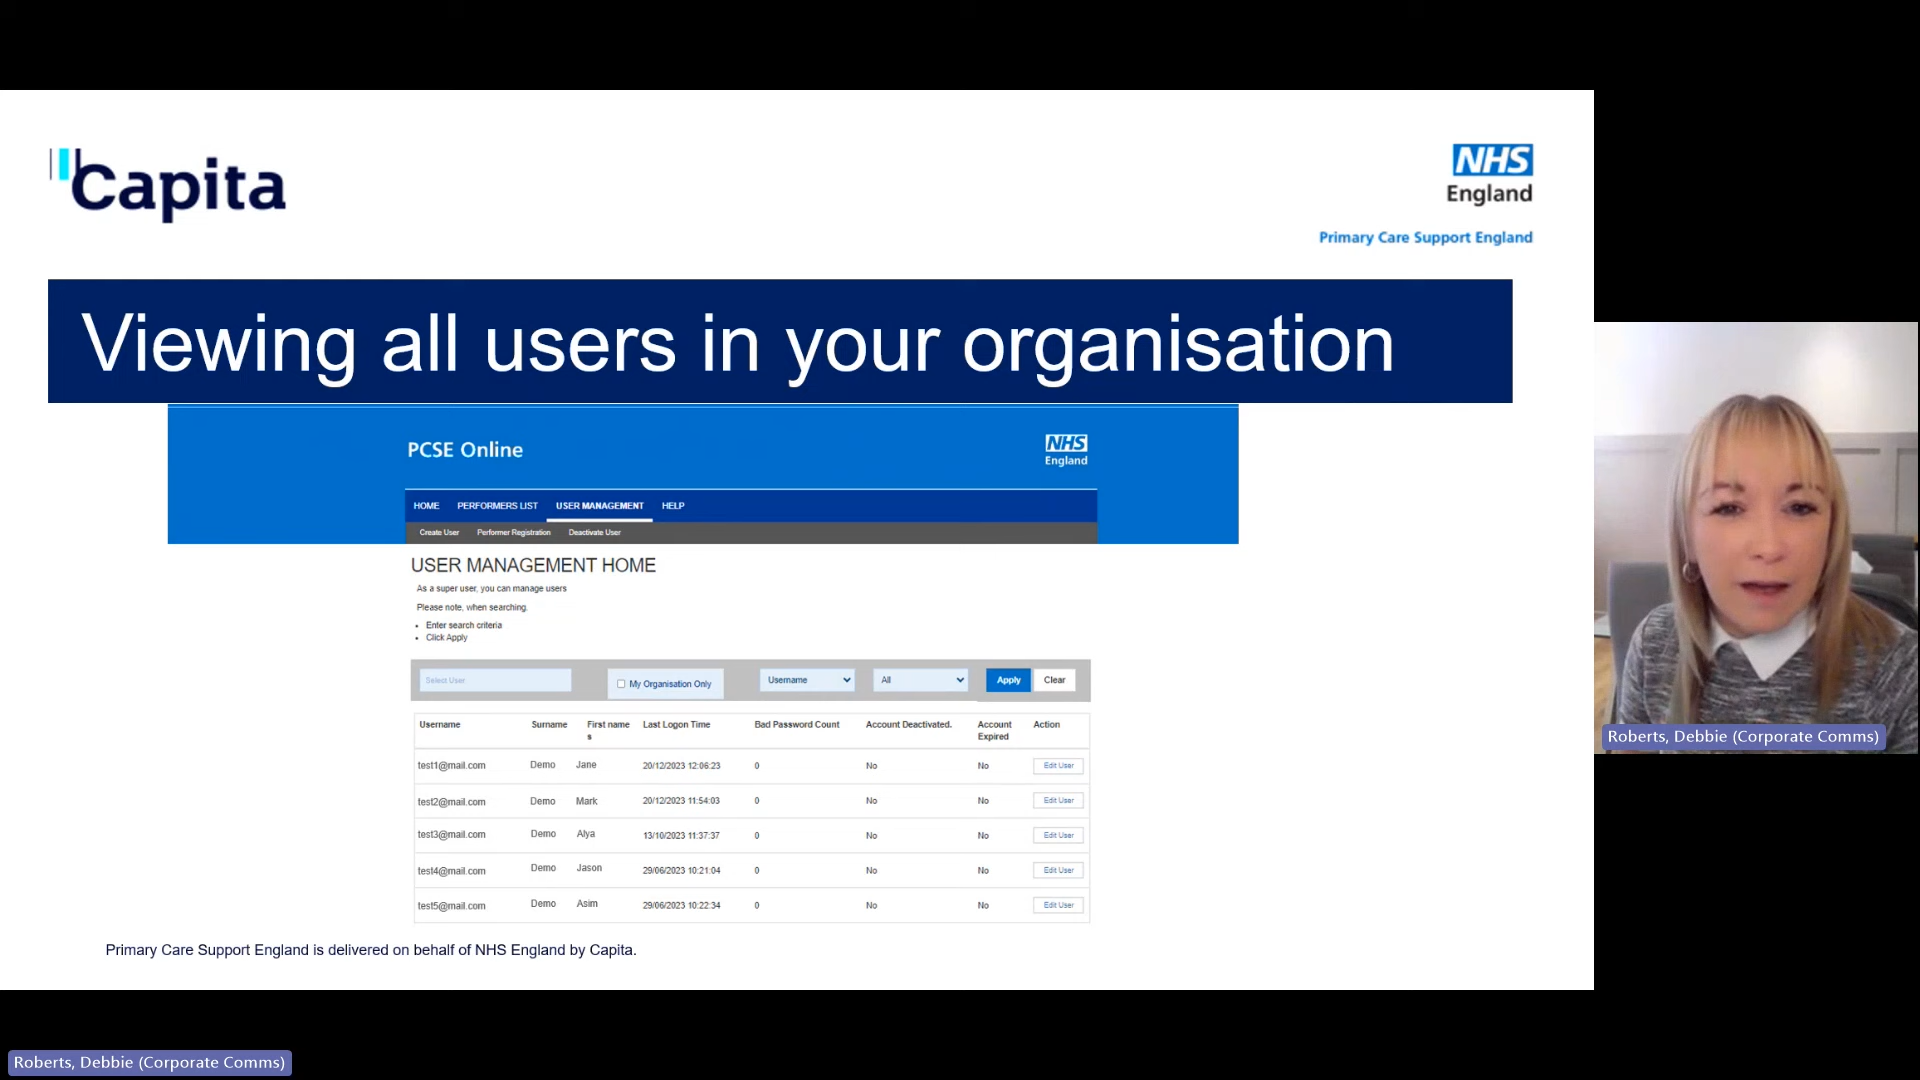 Capita
NHS
England
Primary Care Support England
Viewing all users in your organisation
PCSE Online
NHS
England
HOME PERFORMERS LIST USER MANAGEMENT HELP
Create User Performer Registration Deactivate User
USER MANAGEMENT HOME
As a super user, you can manage users
Please note, when searching.
• Enter search criteria
• Click Apply
Select User My Organisation Only Username All Apply Clear
Username Surname First name Last Logon Time Bad Password Count Account Deactivated. Account Action
s Expired
test1@mail.com Demo Jane 20/12/2023 12:06:23 0 No No Edit User
test2@mail.com Demo Mark 20/12/2023 11:54:03 0 No No Edit User
test3@mail.com Demo Alya 13/10/2023 11:37:37 0 No No Edit User
test4@mail.com Demo Jason 29/06/2023 10:21:04 0 No No Edit User
test5@mail.com Demo Asim 29/06/2023 10:22:34 0 No No Edit User
Primary Care Support England is delivered on behalf of NHS England by Capita.
Roberts, Debbie (Corporate Comms)
Roberts, Debbie (Corporate Comms)